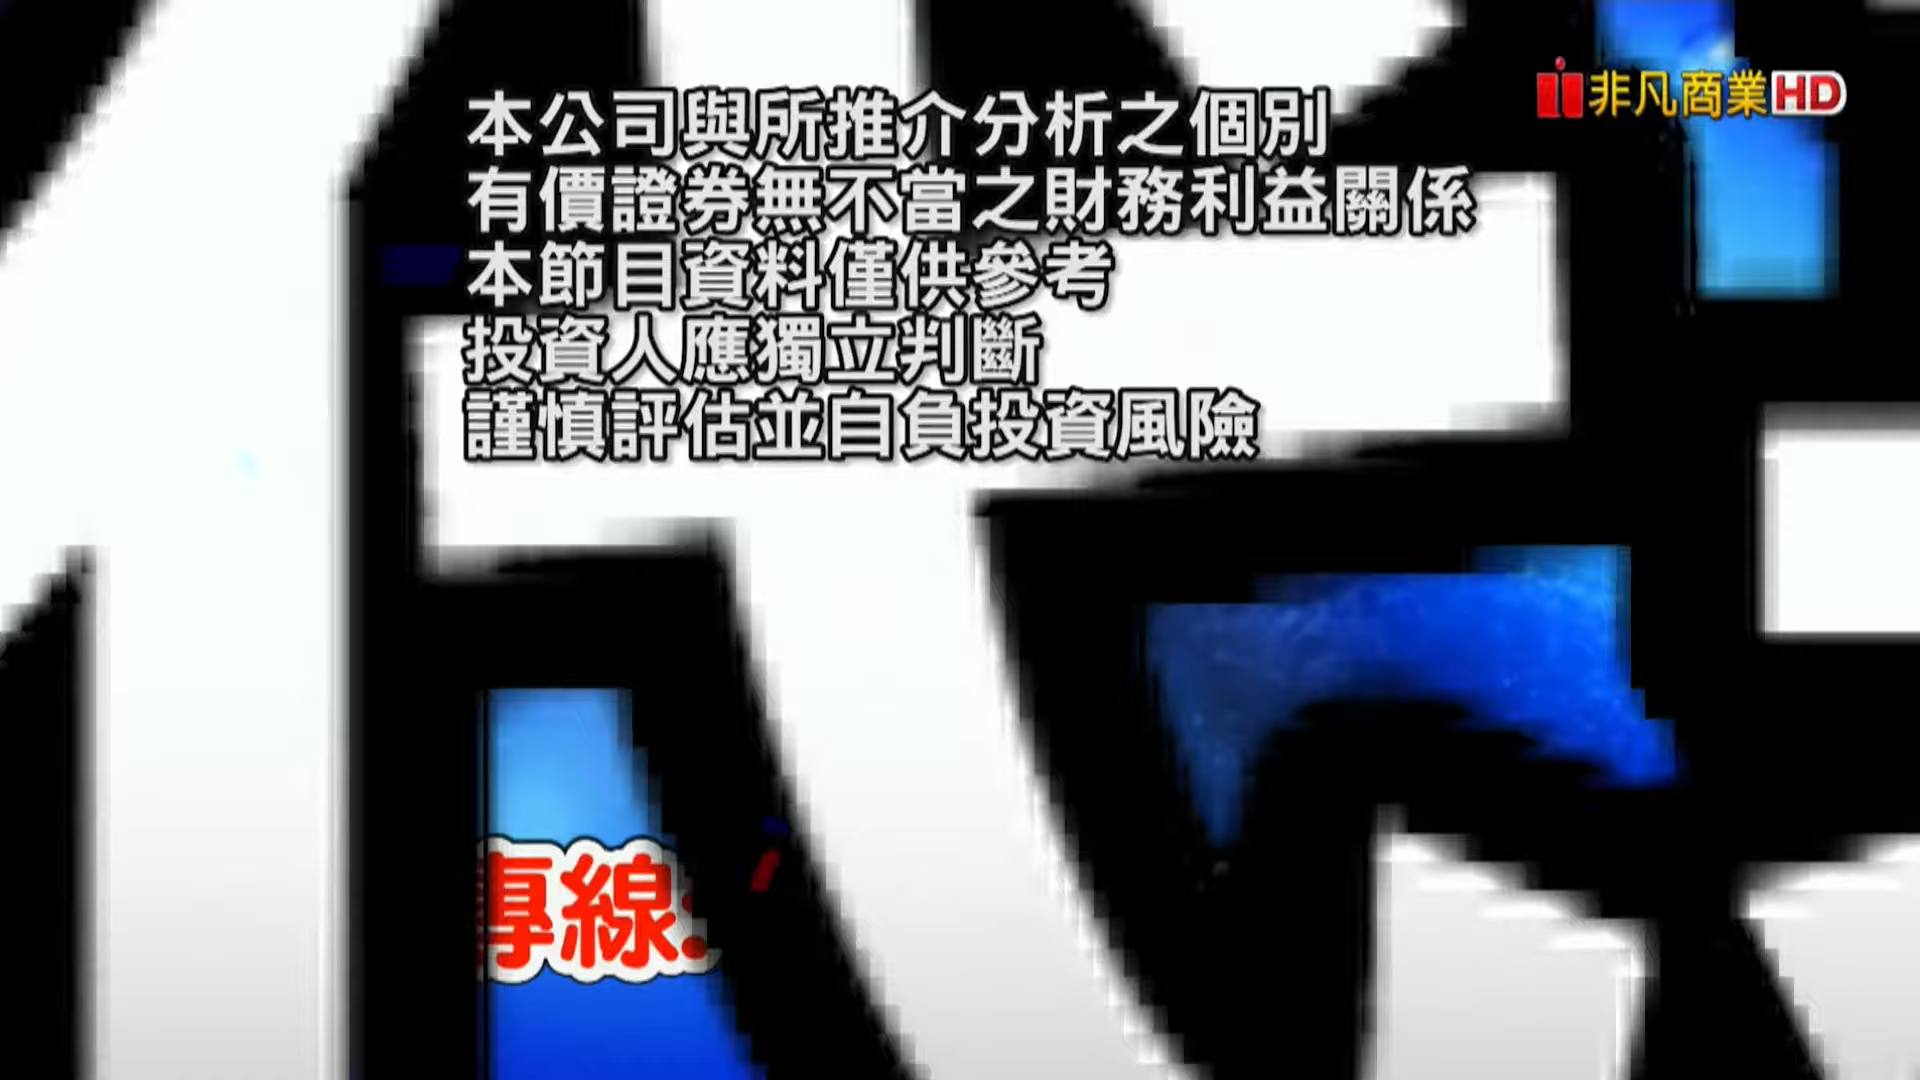 非凡商業HD
本公司與所推介分析之個別
有價證券無不當之財務利益關係
本節目資料僅供參考
投資人應獨立判斷
謹慎評估並自負投資風險
專線: